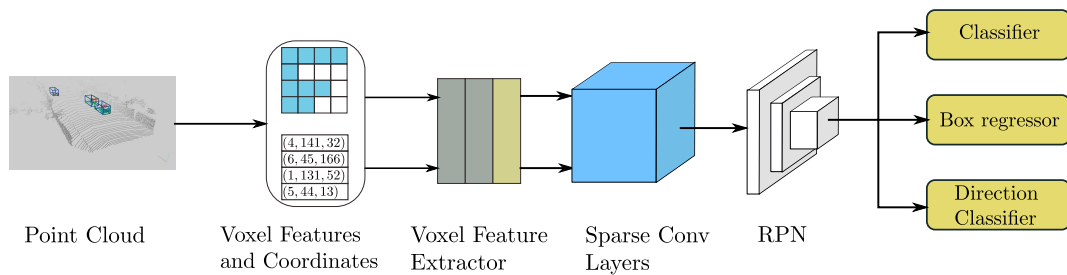 Classifier
(4, 141, 32)
(6, 45, 166)
(1, 131, 52)
(5, 44, 13)
Box regressor
Direction
Classifier
Point Cloud
Voxel Features
and Coordinates
Voxel Feature
Extractor
Sparse Conv
Layers
RPN